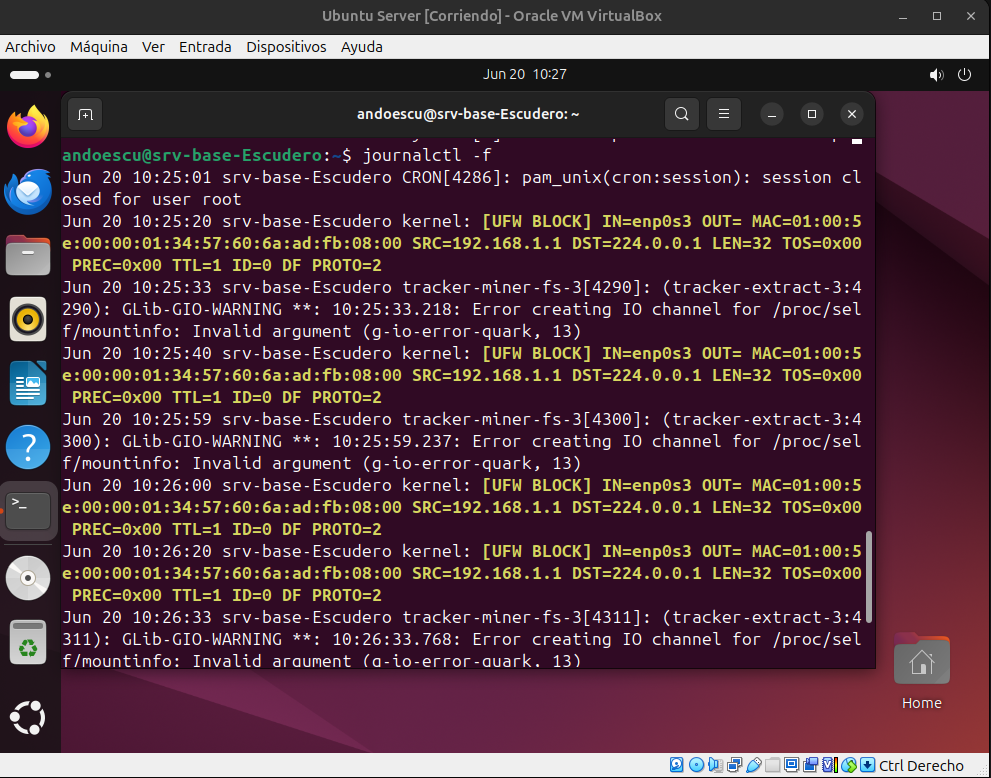 Ubuntu Server [Corriendo] - Oracle VM VirtualBox
Archivo Máquina Ver Entrada Dispositivos Ayuda
Jun 20 10:27
andoescu@srv-base-Escudero: ~
andoescu@srv-base-Escudero:~$ journalctl -f
Jun 20 10:25:01 srv-base-Escudero CRON[4286]: pam_unix(cron:session): session cl
osed for user root
Jun 20 10:25:20 srv-base-Escudero kernel: [UFW BLOCK] IN=enp0s3 OUT= MAC=01:00:5
e:00:00:01:34:57:60:6a:ad:fb:08:00 SRC=192.168.1.1 DST=224.0.0.1 LEN=32 TOS=0x00
PREC=0x00 TTL=1 ID=0 DF PROTO=2
Jun 20 10:25:33 srv-base-Escudero tracker-miner-fs-3[4290]: (tracker-extract-3:4
290): GLib-GIO-WARNING **: 10:25:33.218: Error creating IO channel for /proc/sel
f/mountinfo: Invalid argument (g-io-error-quark, 13)
Jun 20 10:25:40 srv-base-Escudero kernel: [UFW BLOCK] IN=enp0s3 OUT= MAC=01:00:5
e:00:00:01:34:57:60:6a:ad:fb:08:00 SRC=192.168.1.1 DST=224.0.0.1 LEN=32 TOS=0x00
PREC=0x00 TTL=1 ID=0 DF PROTO=2
Jun 20 10:25:59 srv-base-Escudero tracker-miner-fs-3[4300]: (tracker-extract-3:4
300): GLib-GIO-WARNING **: 10:25:59.237: Error creating IO channel for /proc/sel
f/mountinfo: Invalid argument (g-io-error-quark, 13)
Jun 20 10:26:00 srv-base-Escudero kernel: [UFW BLOCK] IN=enp0s3 OUT= MAC=01:00:5
e:00:00:01:34:57:60:6a:ad:fb:08:00 SRC=192.168.1.1 DST=224.0.0.1 LEN=32 TOS=0x00
PREC=0x00 TTL=1 ID=0 DF PROTO=2
Jun 20 10:26:20 srv-base-Escudero kernel: [UFW BLOCK] IN=enp0s3 OUT= MAC=01:00:5
e:00:00:01:34:57:60:6a:ad:fb:08:00 SRC=192.168.1.1 DST=224.0.0.1 LEN=32 TOS=0x00
PREC=0x00 TTL=1 ID=0 DF PROTO=2
Jun 20 10:26:33 srv-base-Escudero tracker-miner-fs-3[4311]: (tracker-extract-3:4
311): GLib-GIO-WARNING **: 10:26:33.768: Error creating IO channel for /proc/sel
f/mountinfo: Invalid argument (g-io-error-quark, 13)
Home
Ctrl Derecho